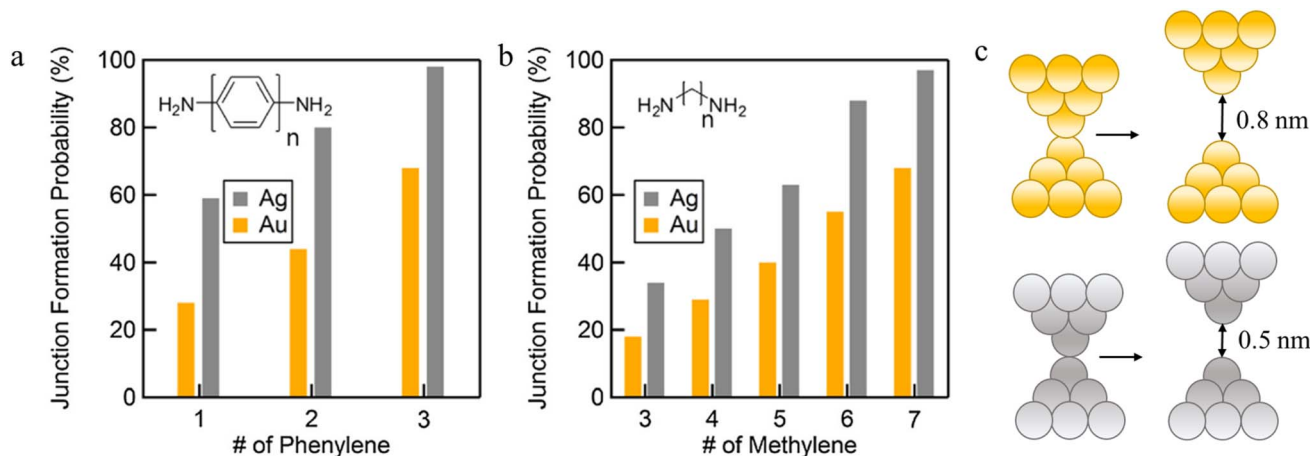 a
Junction Formation Probability (%)
100
80
60
40
20
0
H₂N
NH₂
n
Ag
Au
1 2 3
# of Phenylene
b
Junction Formation Probability (%)
100
80
60
40
20
0
H₂N NH₂
n
Ag
Au
3 4 5 6 7
# of Methylene
c
0.8 nm
0.5 nm